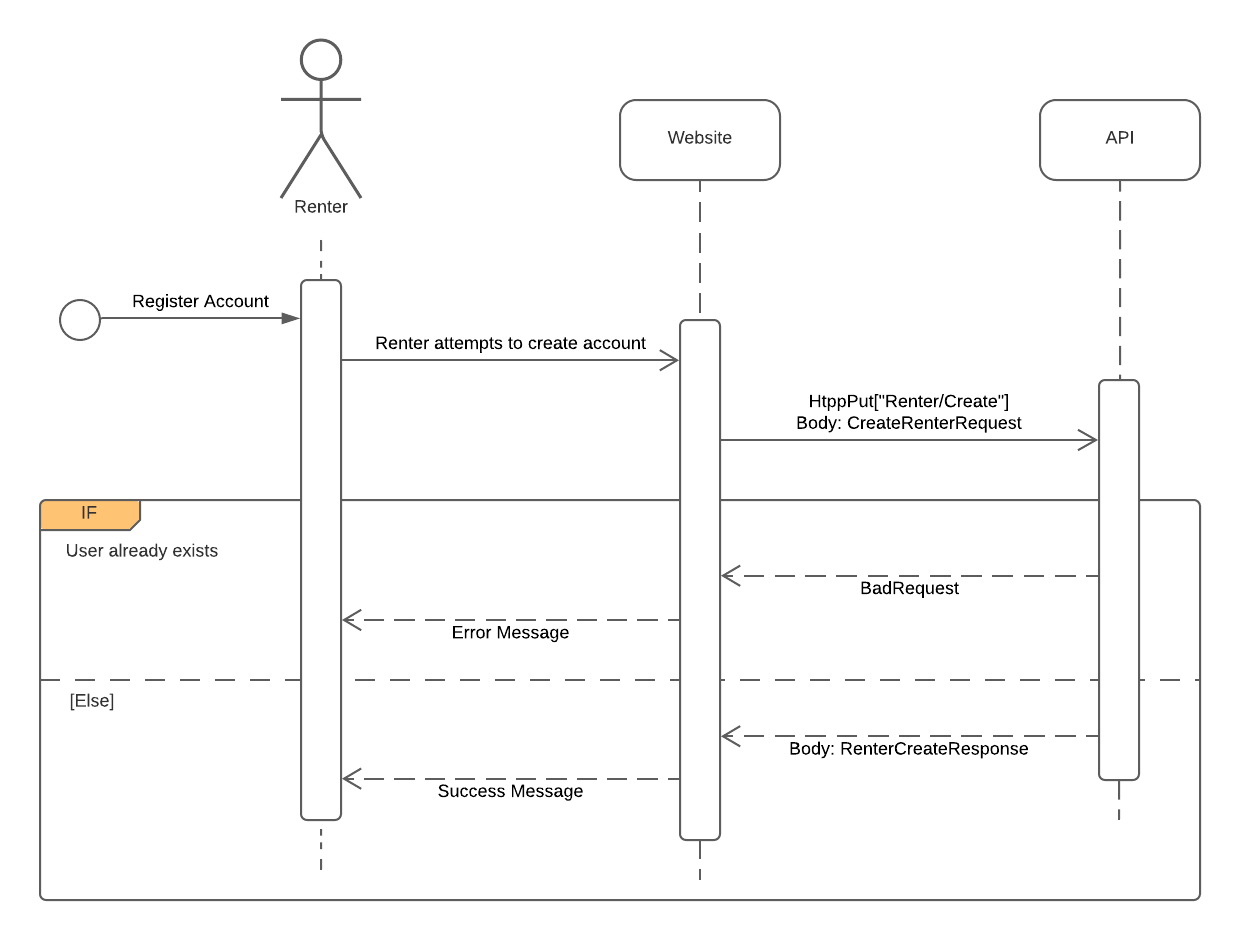 Renter
Website
API
Register Account
Renter attempts to create account
HtppPut["Renter/Create"]
Body: CreateRenterRequest
IF
User already exists
BadRequest
Error Message
[Else]
Body: RenterCreateResponse
Success Message